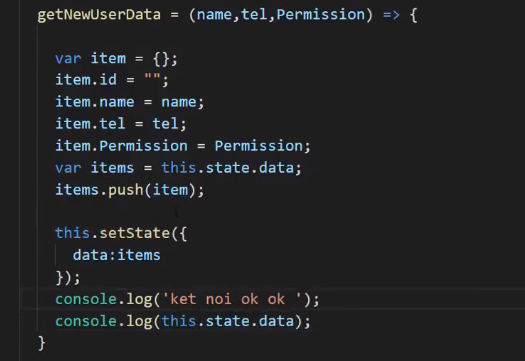 getNewUserData = (name,tel,Permission) => {
var item = {};
item.id = "";
item.name = name;
item.tel = tel;
item.Permission = Permission;
var items = this.state.data;
items.push(item);
this.setState({
data:items
});
console.log('ket noi ok ok ');
console.log(this.state.data);
}